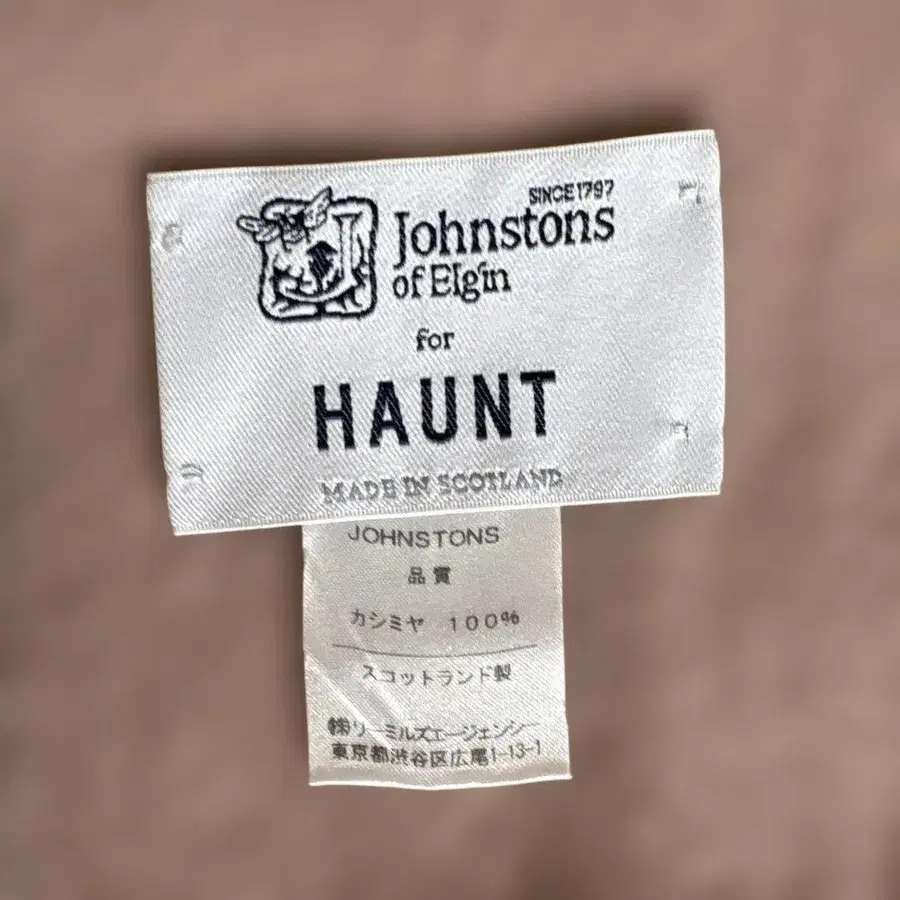 SINCE 1797
Johnstons
of Elgin
for
HAUNT
MADE IN SCOTLAND
JOHNSTONS
品質
カシミヤ 100%
スコットランド製
㈱リーミルズエージェンシー
東京都渋谷区広尾1-13-1